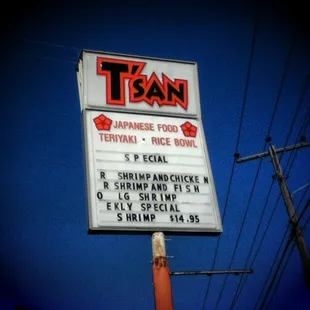 T'SAN
JAPANESE FOOD
TERIYAKI • RICE BOWL
SPECIAL
R SHRIMP AND CHICKEN
R SHRIMP AND FISH
O LG SHRIMP
EKLY SPECIAL
SHRIMP $14.95